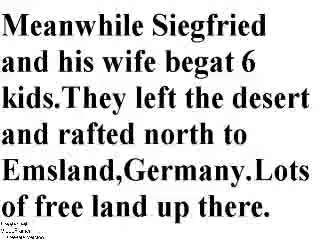 Meanwhile Siegfried
and his wife begat 6
kids.They left the desert
and rafted north to
Emsland,Germany.Lots
of free land up there.